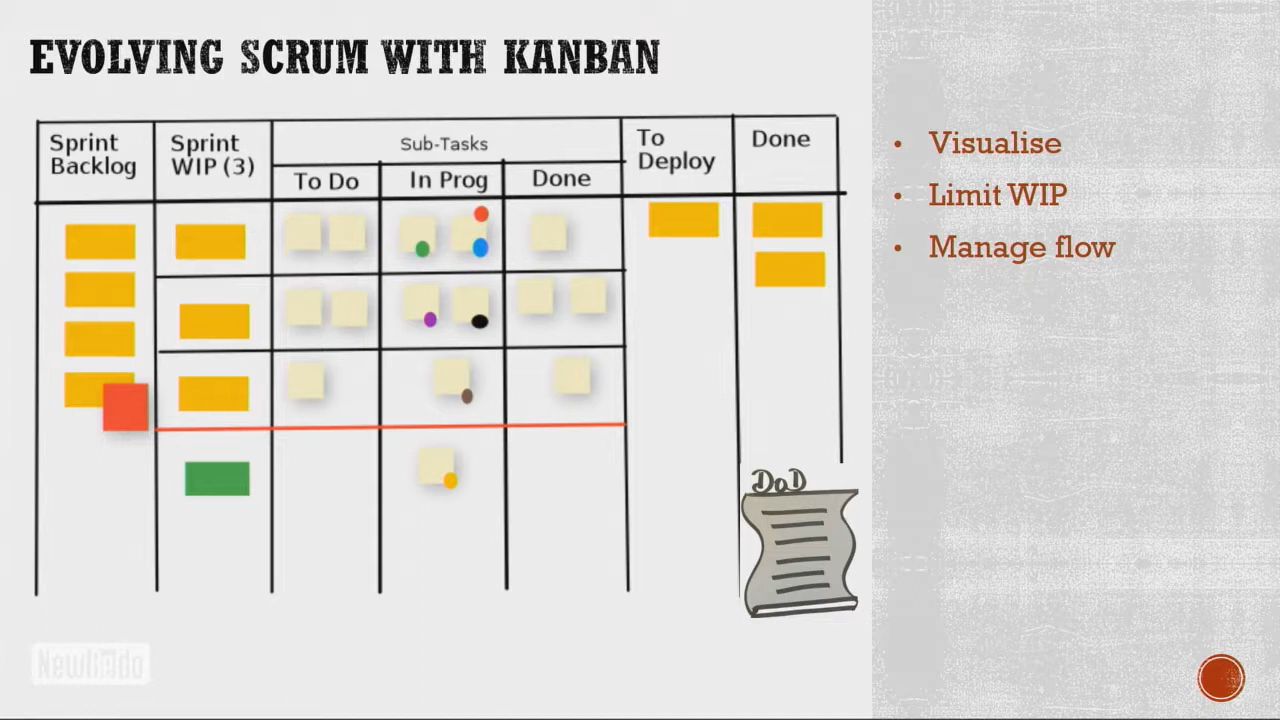 EVOLVING SCRUM WITH KANBAN
Sprint
Backlog
Sprint
WIP (3)
Sub-Tasks
To Do
In Prog
Done
To
Deploy
Done
• Visualise
• Limit WIP
• Manage flow
DoD